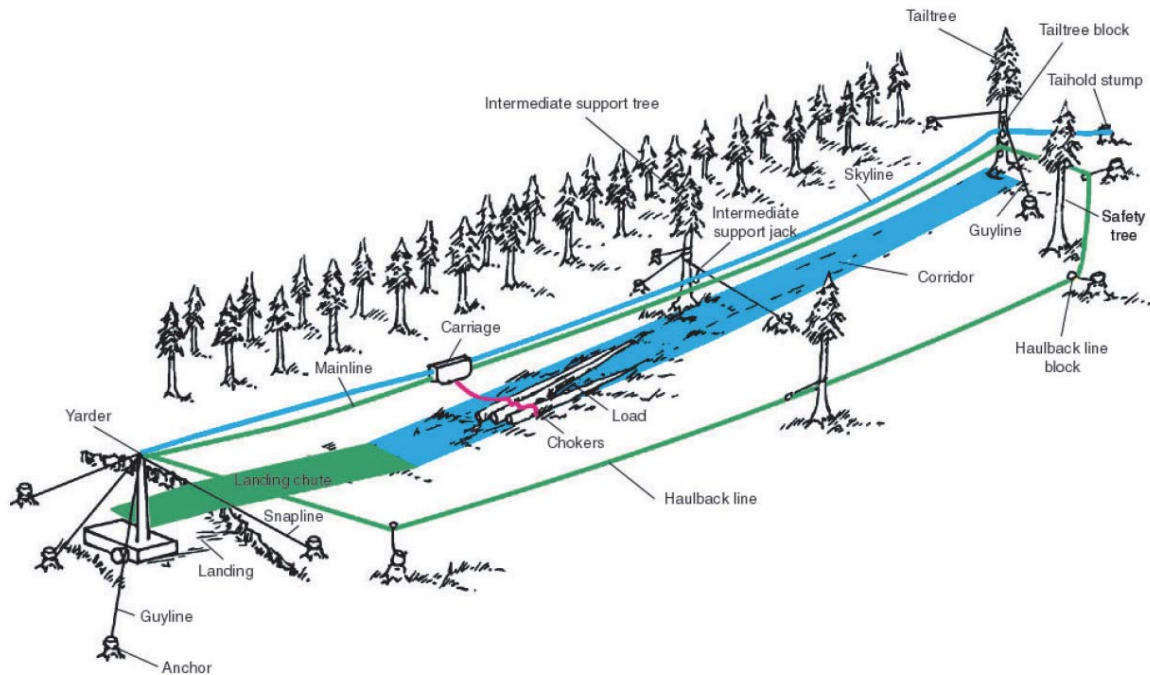 Tailtree
Tailtree block
Taihold stump
Intermediate support tree
Skyline
Intermediate
support jack
Guyline
Safety
tree
Corridor
Carriage
Mainline
Haulback line
block
Yarder
Load
Chokers
Landing chute
Haulback line
Snapline
Landing
Guyline
Anchor